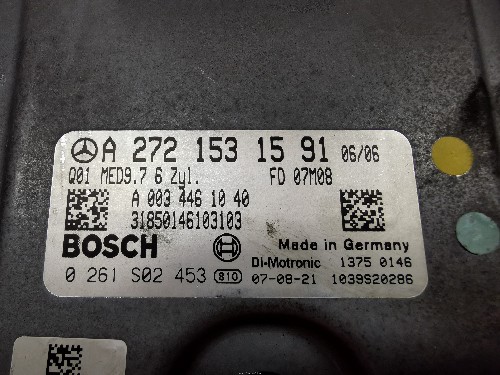 A 272 153 15 91 06/06
Q01 MED9.7 6 Zyl. FD 07M08
A 003 446 10 40
31850146103103
BOSCH Made in Germany
DI-Motronic 1375 0146
0 261 S02 453 810 07-08-21 1039S20286